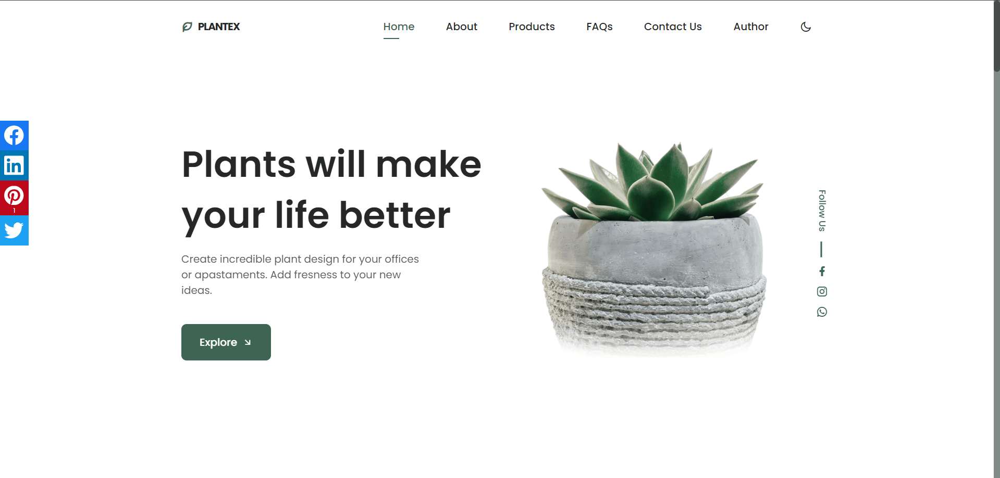 PLANTEX
Home
About
Products
FAQs
Contact Us
Author
Plants will make
your life better
Create incredible plant design for your offices
or apastaments. Add fresness to your new
ideas.
Explore
Follow Us
1